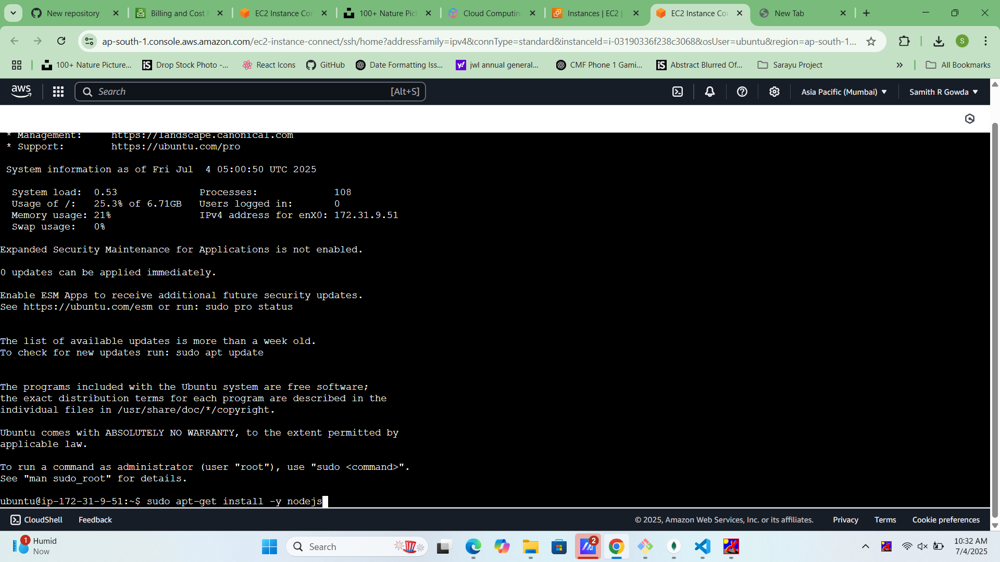 New repository
Billing and Cost
EC2 Instance Co
100+ Nature Pict
Cloud Computing
Instances | EC2 |
EC2 Instance Co
New Tab
ap-south-1.console.aws.amazon.com/ec2-instance-connect/ssh/home?addressFamily=ipv4&connType=standard&instanceId=i-03190336f238c3068&osUser=ubuntu&region=ap-south-1...
S
100+ Nature Picture...
Drop Stock Photo -...
React Icons
GitHub
Date Formatting Iss...
jwl annual general...
CMF Phone 1 Gami...
Abstract Blurred Of...
Sarayu Project
All Bookmarks
aws
Search [Alt+S]
Asia Pacific (Mumbai)
Samith R Gowda
* Management: https://landscape.canonical.com
* Support: https://ubuntu.com/pro
System information as of Fri Jul 4 05:00:50 UTC 2025
System load: 0.53 Processes: 108
Usage of /: 25.3% of 6.71GB Users logged in: 0
Memory usage: 21% IPv4 address for enX0: 172.31.9.51
Swap usage: 0%
Expanded Security Maintenance for Applications is not enabled.
0 updates can be applied immediately.
Enable ESM Apps to receive additional future security updates.
See https://ubuntu.com/esm or run: sudo pro status
The list of available updates is more than a week old.
To check for new updates run: sudo apt update
The programs included with the Ubuntu system are free software;
the exact distribution terms for each program are described in the
individual files in /usr/share/doc/*/copyright.
Ubuntu comes with ABSOLUTELY NO WARRANTY, to the extent permitted by
applicable law.
To run a command as administrator (user "root"), use "sudo <command>".
See "man sudo_root" for details.
ubuntu@ip-172-31-9-51:~$ sudo apt-get install -y nodejs
CloudShell
Feedback
© 2025, Amazon Web Services, Inc. or its affiliates.
Privacy
Terms
Cookie preferences
1
Humid
Now
Search
2
10:32 AM
7/4/2025